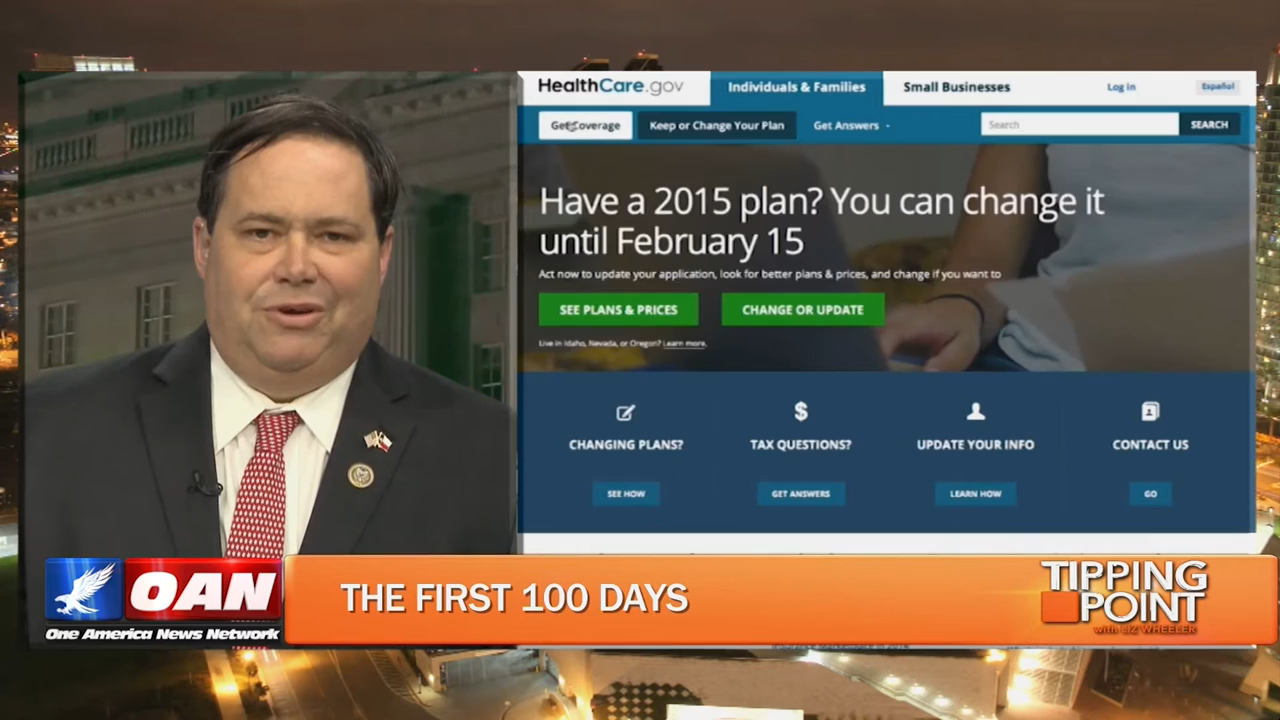 HealthCare.gov
Individuals & Families
Small Businesses
Log in
Español
Get Coverage
Keep or Change Your Plan
Get Answers
Search
SEARCH
Have a 2015 plan? You can change it
until February 15
Act now to update your application, look for better plans & prices, and change if you want to
SEE PLANS & PRICES
CHANGE OR UPDATE
Live in Idaho, Nevada, or Oregon? Learn more.
CHANGING PLANS?
TAX QUESTIONS?
UPDATE YOUR INFO
CONTACT US
SEE HOW
GET ANSWERS
LEARN HOW
GO
OAN
One America News Network
THE FIRST 100 DAYS
TIPPING
POINT
with LIZ WHEELER